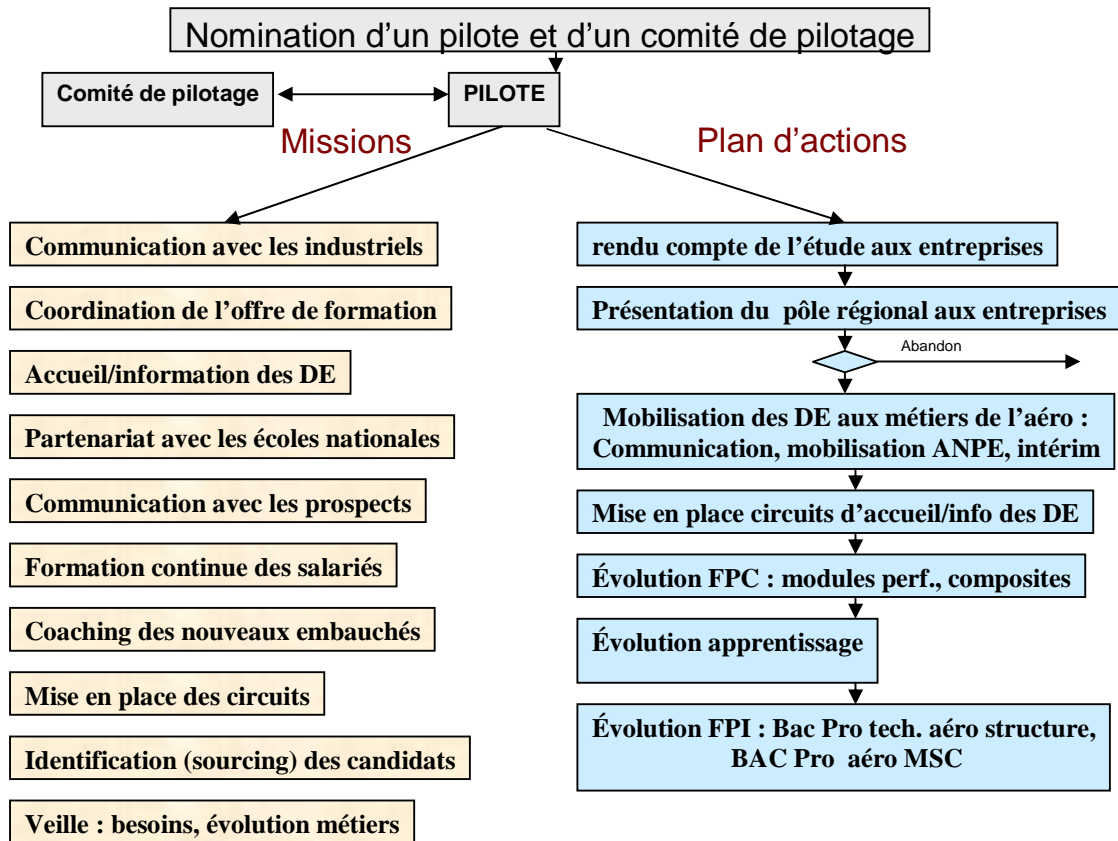 Nomination d’un pilote et d’un comité de pilotage
Comité de pilotage
PILOTE
Missions
Plan d’actions
Communication avec les industriels
Coordination de l’offre de formation
Accueil/information des DE
Partenariat avec les écoles nationales
Communication avec les prospects
Formation continue des salariés
Coaching des nouveaux embauchés
Mise en place des circuits
Identification (sourcing) des candidats
Veille : besoins, évolution métiers
rendu compte de l’étude aux entreprises
Présentation du pôle régional aux entreprises
Abandon
Mobilisation des DE aux métiers de l’aéro :
Communication, mobilisation ANPE, intérim
Mise en place circuits d’accueil/info des DE
Évolution FPC : modules perf., composites
Évolution apprentissage
Évolution FPI : Bac Pro tech. aéro structure,
BAC Pro aéro MSC